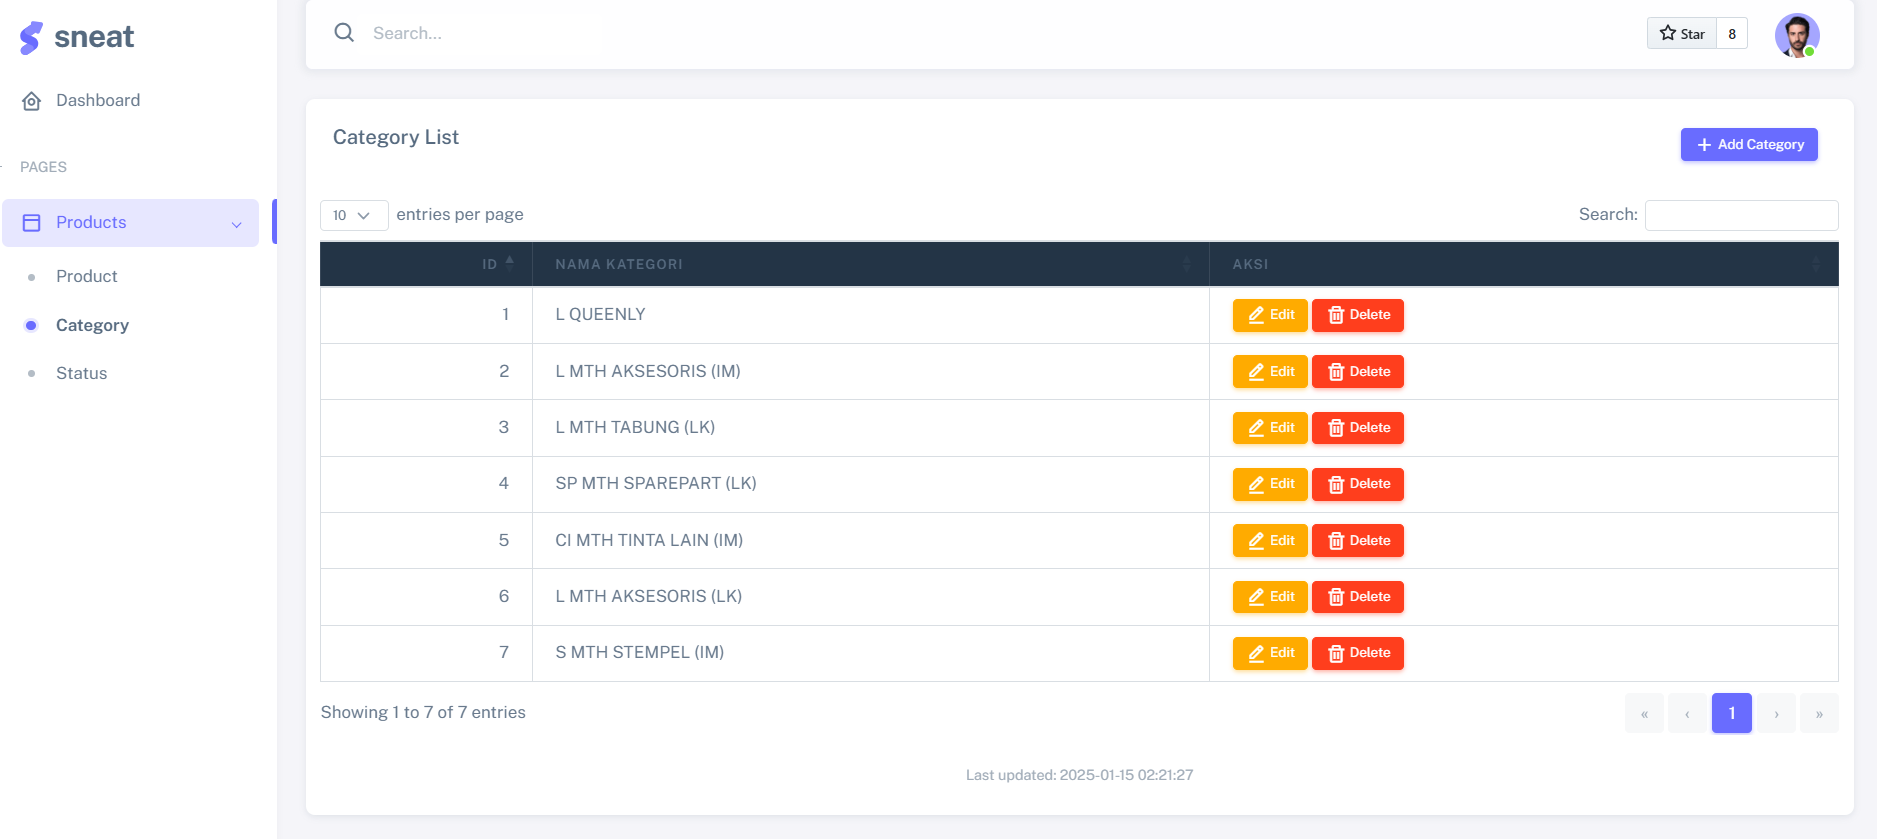 sneat
Search...
Star 8
Dashboard
PAGES
Products
Product
Category
Status
Category List
Add Category
10 entries per page
Search:
ID NAMA KATEGORI AKSI
1 L QUEENLY Edit Delete
2 L MTH AKSESORIS (IM) Edit Delete
3 L MTH TABUNG (LK) Edit Delete
4 SP MTH SPAREPART (LK) Edit Delete
5 CI MTH TINTA LAIN (IM) Edit Delete
6 L MTH AKSESORIS (LK) Edit Delete
7 S MTH STEMPEL (IM) Edit Delete
Showing 1 to 7 of 7 entries
« ‹ 1 › »
Last updated: 2025-01-15 02:21:27